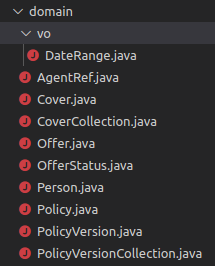 domain
vo
DateRange.java
AgentRef.java
Cover.java
CoverCollection.java
Offer.java
OfferStatus.java
Person.java
Policy.java
PolicyVersion.java
PolicyVersionCollection.java